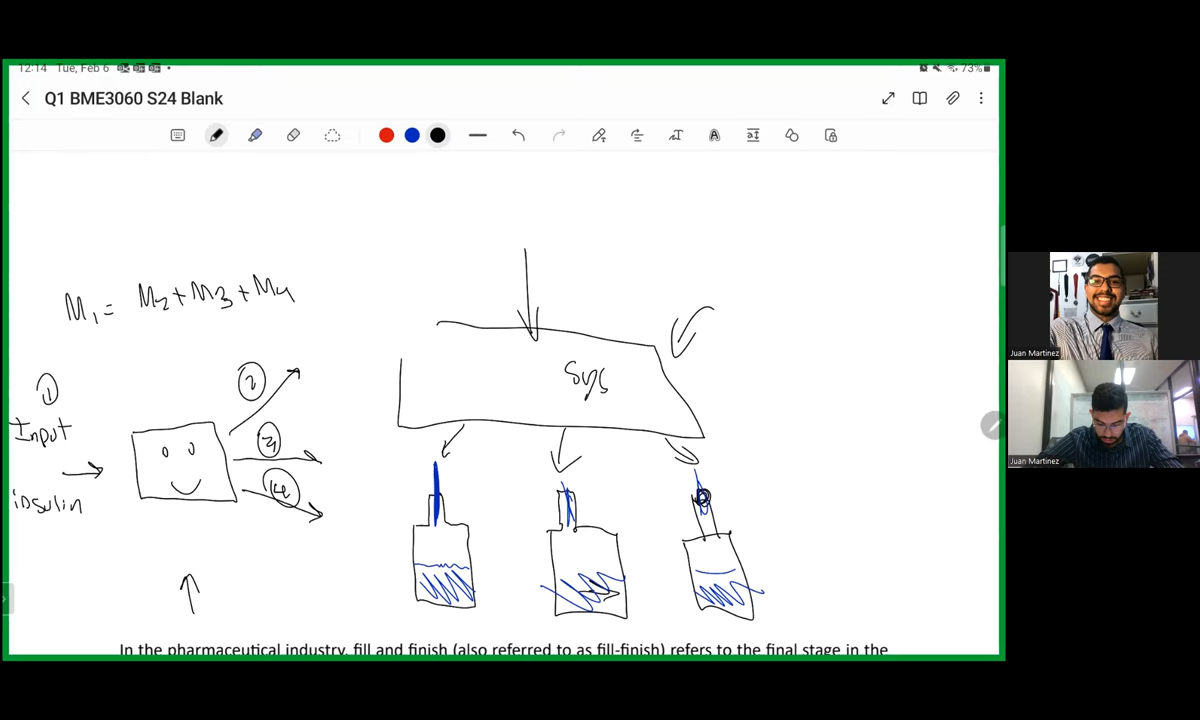 12:14 Tue, Feb 6
73%
Q1 BME3060 S24 Blank
M1 = M2 + M3 + M4
Sys
1
2
Input
3
4
insulin
In the pharmaceutical industry, fill and finish (also referred to as fill-finish) refers to the final stage in the
Juan Martinez
Juan Martinez